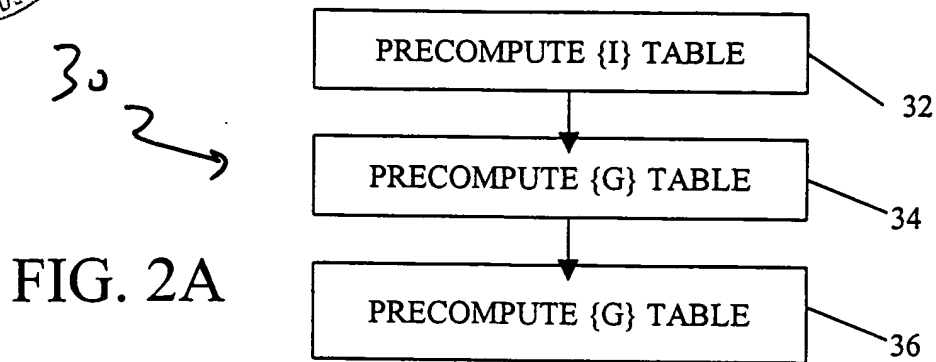 PRECOMPUTE {I} TABLE
32
30
PRECOMPUTE {G} TABLE
34
FIG. 2A
PRECOMPUTE {G} TABLE
36